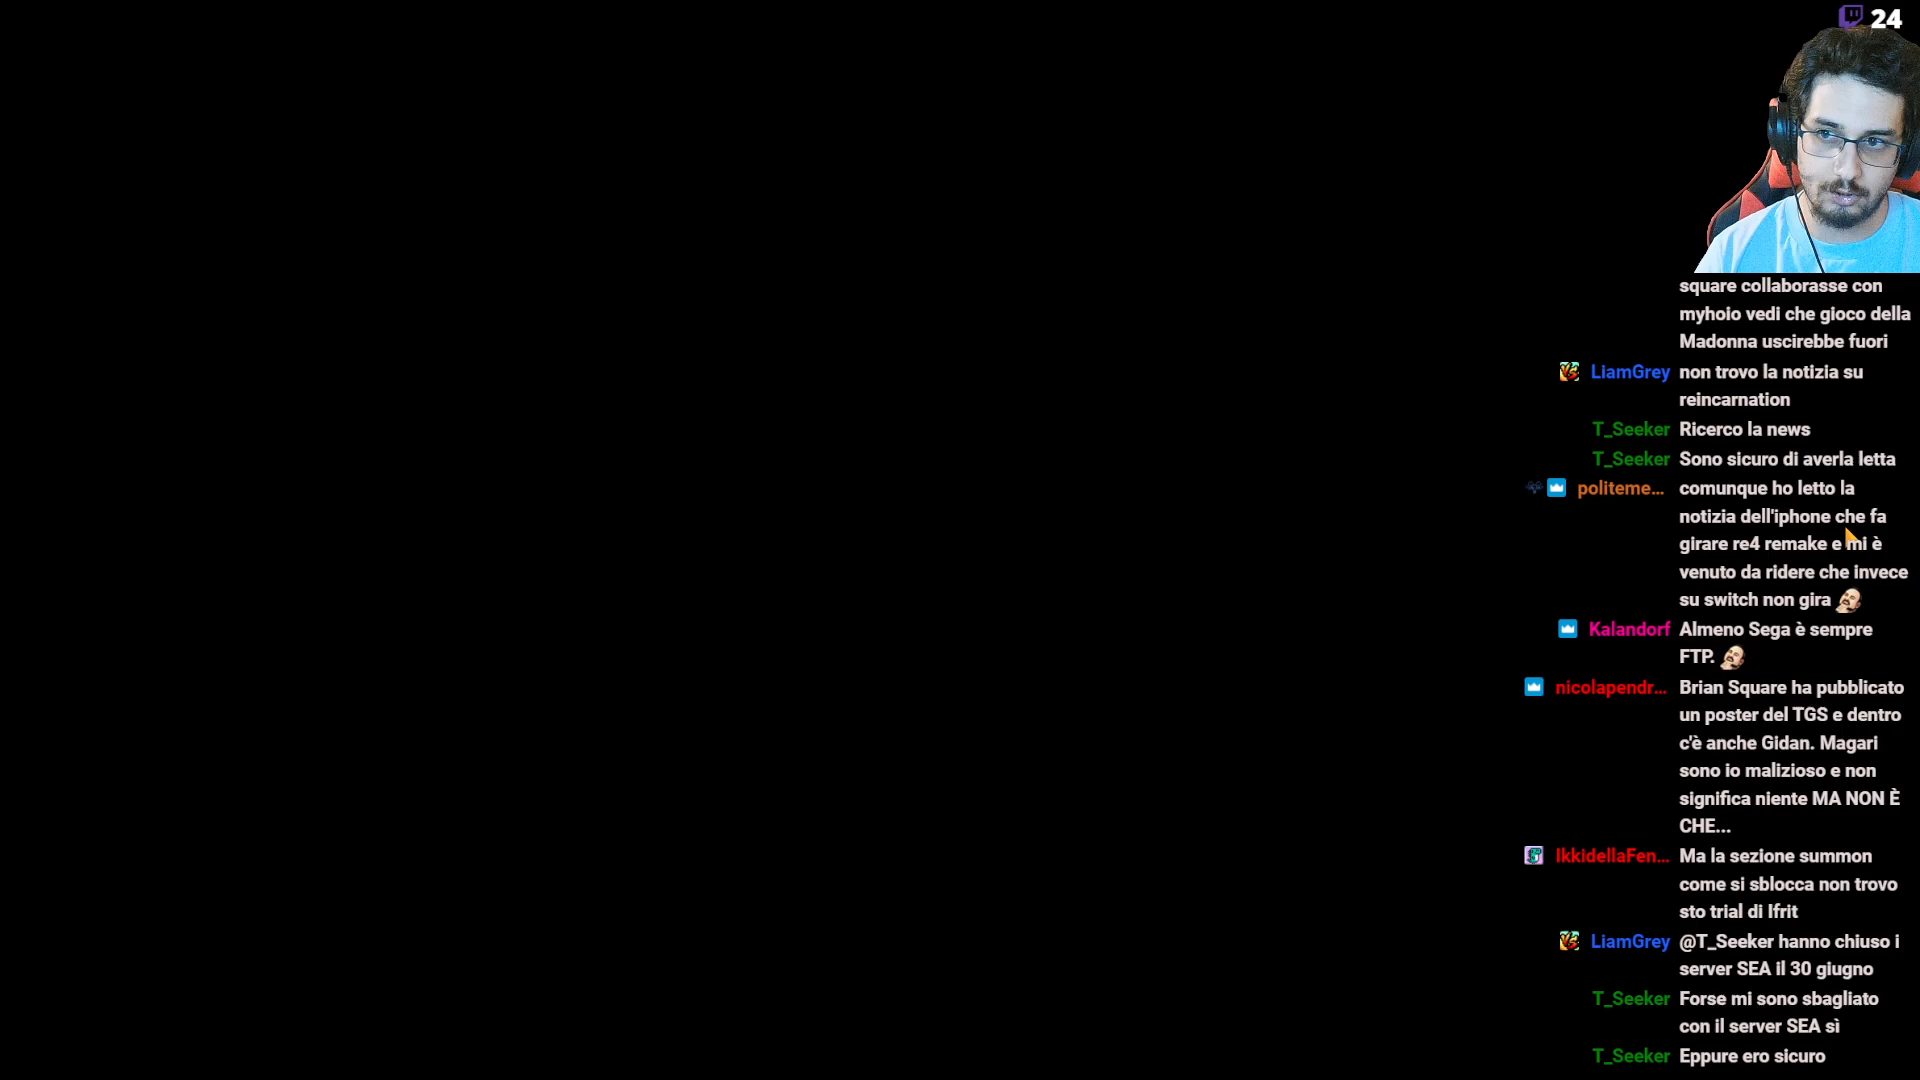 24
square collaborasse con
myhoio vedi che gioco della
Madonna uscirebbe fuori
LiamGrey non trovo la notizia su
reincarnation
T_Seeker Ricerco la news
T_Seeker Sono sicuro di averla letta
politeme... comunque ho letto la
notizia dell'iphone che fa
girare re4 remake e mi è
venuto da ridere che invece
su switch non gira
Kalandorf Almeno Sega è sempre
FTP.
nicolapendr... Brian Square ha pubblicato
un poster del TGS e dentro
c'è anche Gidan. Magari
sono io malizioso e non
significa niente MA NON È
CHE...
IkkidellaFen... Ma la sezione summon
come si sblocca non trovo
sto trial di Ifrit
LiamGrey @T_Seeker hanno chiuso i
server SEA il 30 giugno
T_Seeker Forse mi sono sbagliato
con il server SEA sì
T_Seeker Eppure ero sicuro